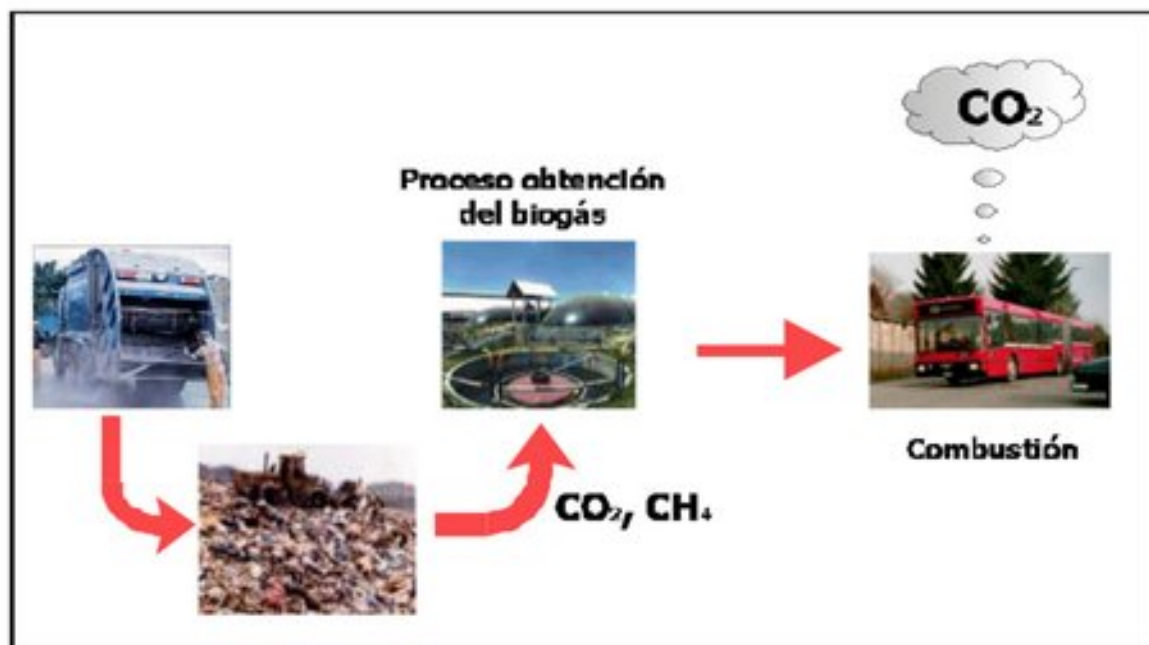 CO₂
Proceso obtención
del biogás
Combustión
CO₂, CH₄